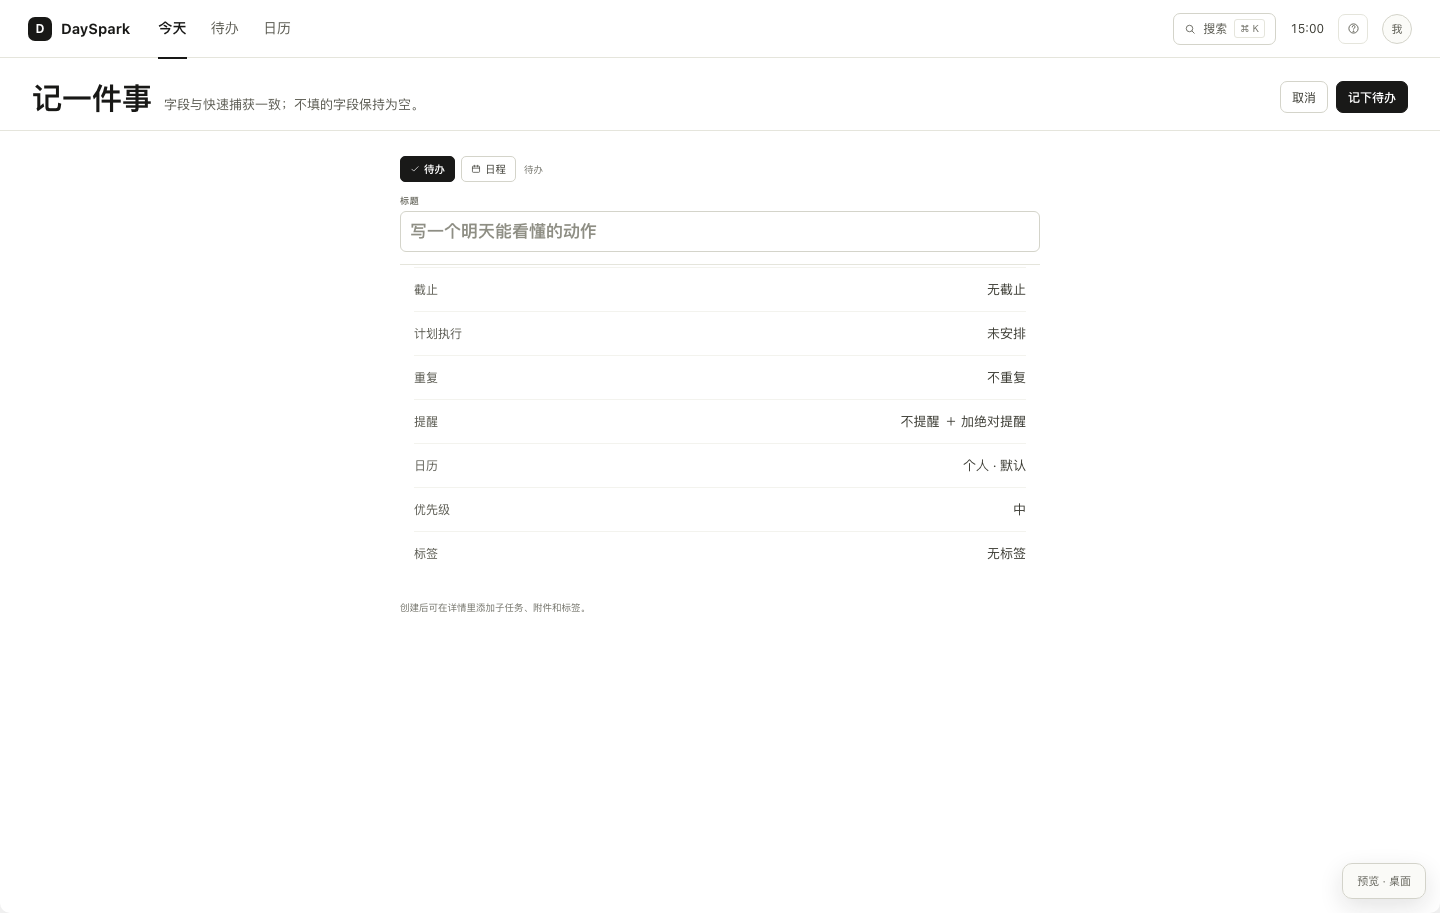 D DaySpark 今天 待办 日历 搜索 ⌘ K 15:00 我
记一件事 字段与快速捕获一致；不填的字段保持为空。 取消 记下待办
待办 日程 待办
标题
写一个明天能看懂的动作
截止 无截止
计划执行 未安排
重复 不重复
提醒 不提醒 ＋ 加绝对提醒
日历 个人 · 默认
优先级 中
标签 无标签
创建后可在详情里添加子任务、附件和标签。
预览 · 桌面